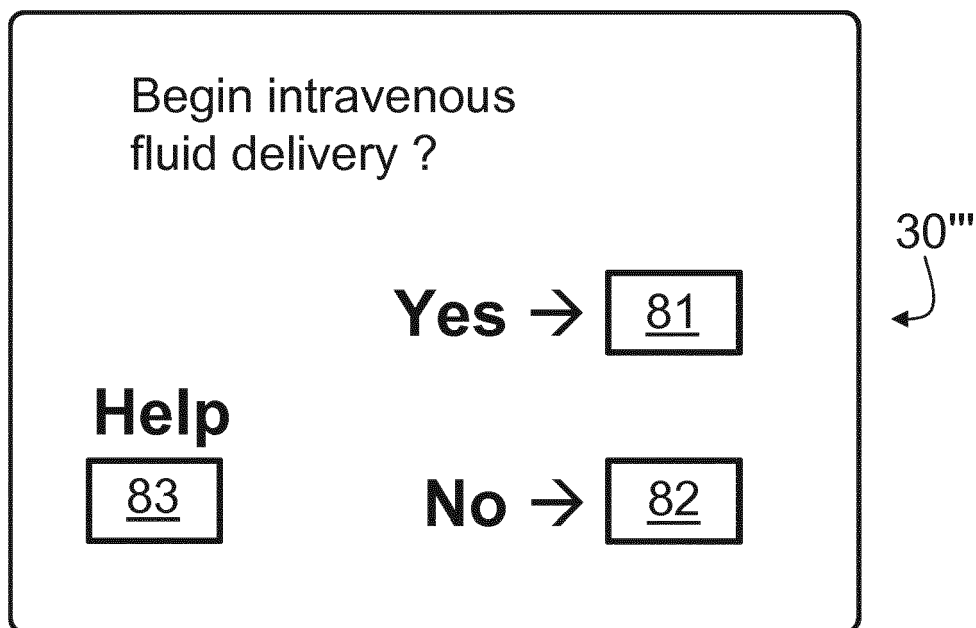 Begin intravenous
fluid delivery ?
30'''
Yes → 81
Help
83
No → 82